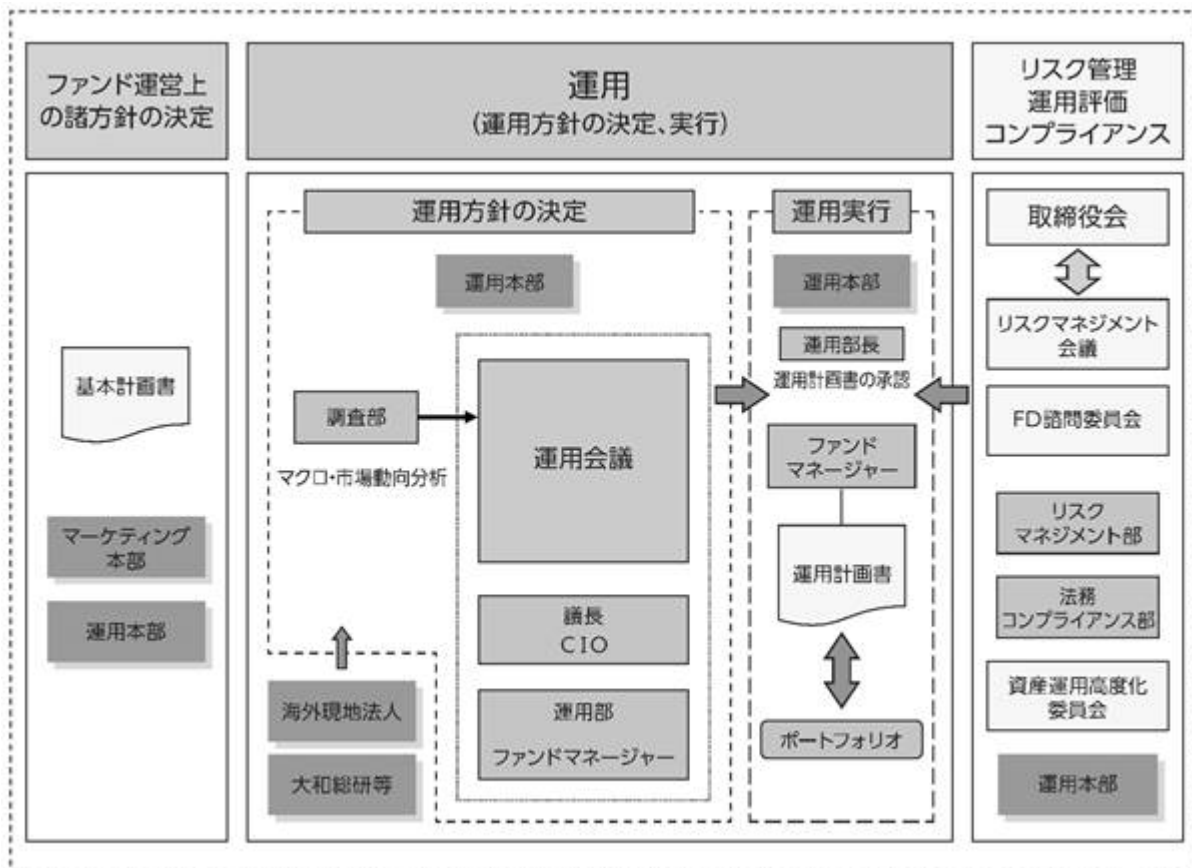 ファンド運営上
の諸方針の決定
運用
(運用方針の決定、実行)
リスク管理
運用評価
コンプライアンス
基本計画書
マーケティング
本部
運用本部
運用方針の決定
運用本部
調査部
マクロ・市場動向分析
運用会議
議長
CIO
運用部
ファンドマネージャー
海外現地法人
大和総研等
運用実行
運用本部
運用部長
運用計画書の承認
ファンド
マネージャー
運用計画書
ポートフォリオ
取締役会
リスクマネジメント
会議
FD諮問委員会
リスク
マネジメント部
法務
コンプライアンス部
資産運用高度化
委員会
運用本部